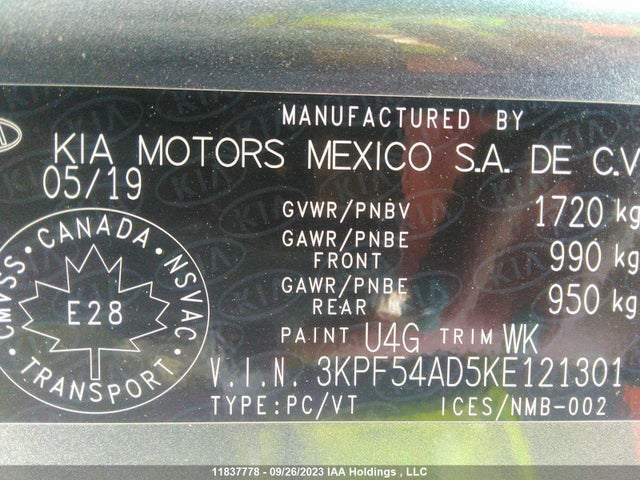 MANUFACTURED BY
KIA MOTORS MEXICO S.A. DE C.V
05/19
GVWR/PNBV 1720 kg
GAWR/PNBE FRONT 990 kg
GAWR/PNBE REAR 950 kg
CANADA
CMVSS NSVAC
E28
TRANSPORT
PAINT U4G TRIM WK
V.I.N. 3KPF54AD5KE121301
TYPE:PC/VT ICES/NMB-002
11837778 - 09/26/2023 IAA Holdings , LLC